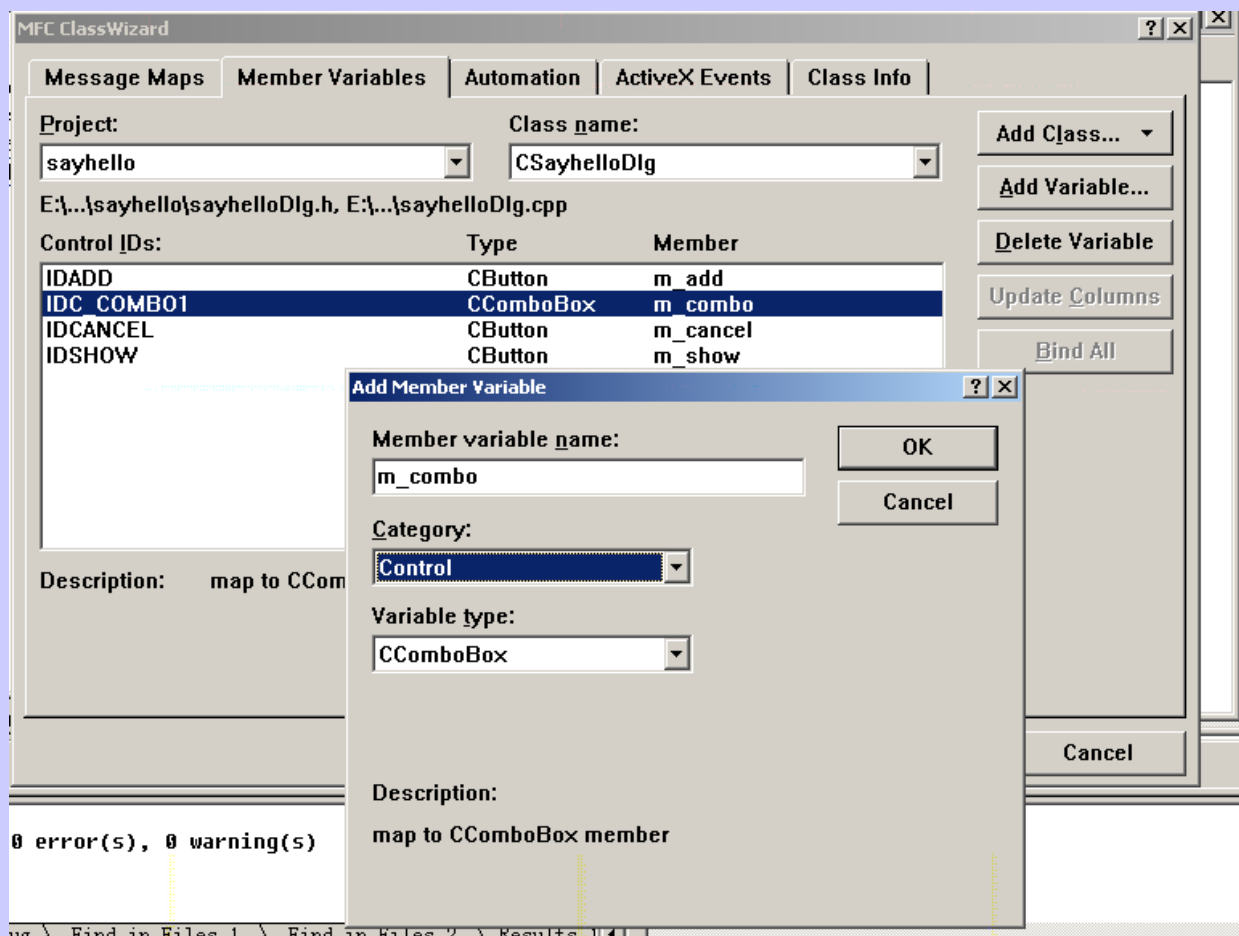 MFC ClassWizard
Message Maps Member Variables Automation ActiveX Events Class Info
Project: Class name:
Add Class...
sayhello CSayhelloDlg
Add Variable...
E:\...\sayhello\sayhelloDlg.h, E:\...\sayhelloDlg.cpp
Control IDs: Type Member
Delete Variable
IDADD CButton m_add
IDC_COMBO1 CComboBox m_combo
Update Columns
IDCANCEL CButton m_cancel
IDSHOW CButton m_show
Bind All
Add Member Variable
Member variable name:
OK
m_combo
Cancel
Category:
Control
Description: map to CCom
Variable type:
CComboBox
Cancel
Description:
map to CComboBox member
0 error(s), 0 warning(s)
Find in Files 1 \ Find in Files 2 \ Results